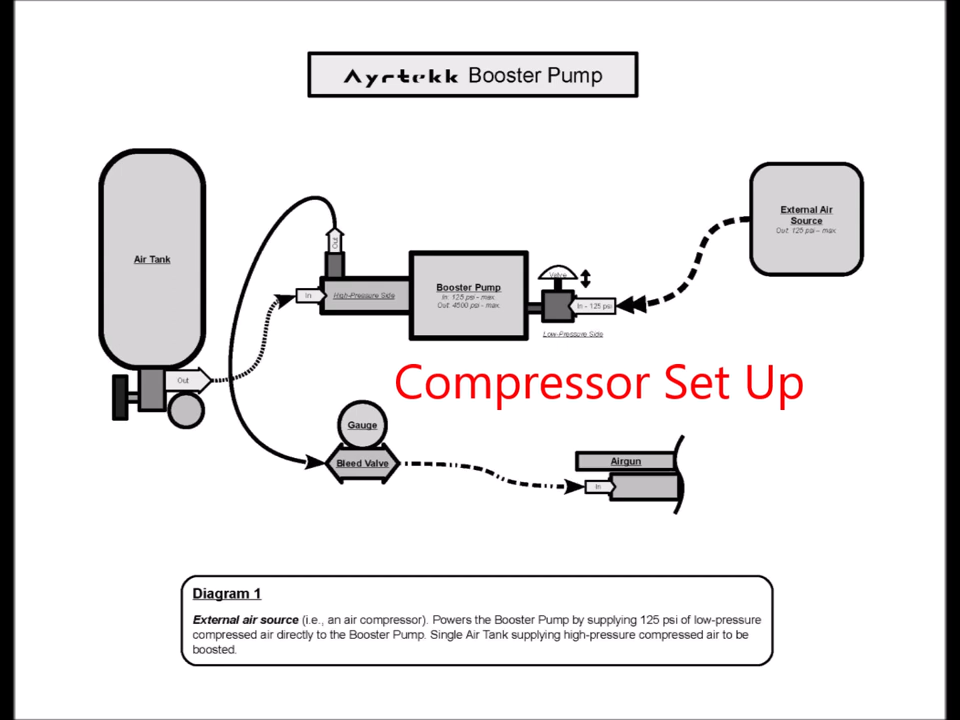 Ayrtekk Booster Pump
External Air
Source
Out: 125 psi - max.
Air Tank
Out
In
High-Pressure Side
Booster Pump
In: 125 psi - max.
Out: 4500 psi - max.
Valve
In - 125 psi
Low-Pressure Side
Out
Compressor Set Up
Gauge
Bleed Valve
Airgun
In
Diagram 1
External air source (i.e., an air compressor). Powers the Booster Pump by supplying 125 psi of low-pressure
compressed air directly to the Booster Pump. Single Air Tank supplying high-pressure compressed air to be
boosted.